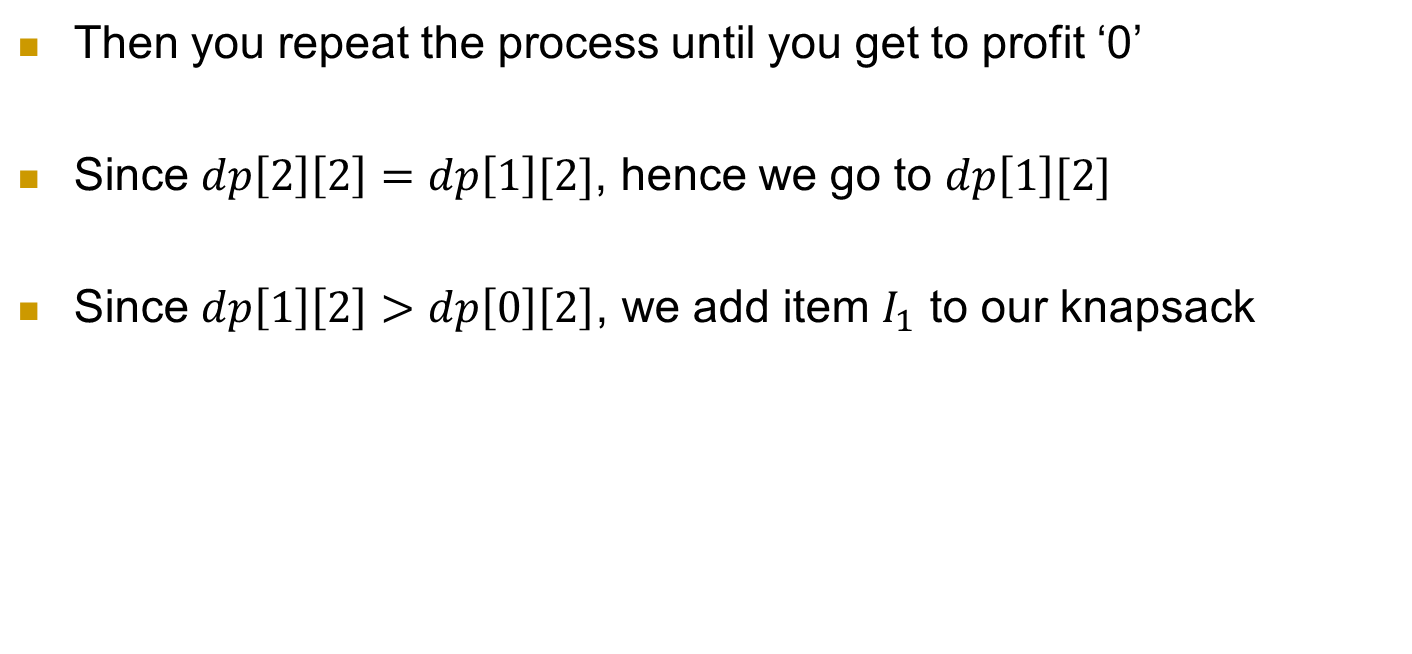 ▪ Then you repeat the process until you get to profit ‘0’
▪ Since 𝑑𝑝[2][2] = 𝑑𝑝[1][2], hence we go to 𝑑𝑝[1][2]
▪ Since 𝑑𝑝[1][2] > 𝑑𝑝[0][2], we add item 𝐼₁ to our knapsack